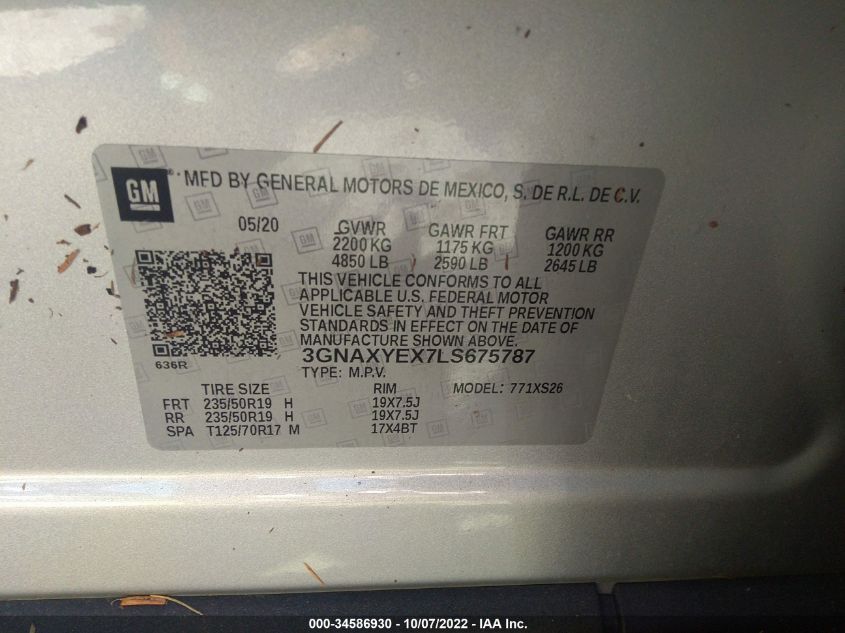 GM
® MFD BY GENERAL MOTORS DE MEXICO, S. DE R.L. DE C.V.
05/20
GVWR GAWR FRT GAWR RR
2200 KG 1175 KG 1200 KG
4850 LB 2590 LB 2645 LB
THIS VEHICLE CONFORMS TO ALL
APPLICABLE U.S. FEDERAL MOTOR
VEHICLE SAFETY AND THEFT PREVENTION
STANDARDS IN EFFECT ON THE DATE OF
MANUFACTURE SHOWN ABOVE.
636R
3GNAXYEX7LS675787
TYPE: M.P.V.
TIRE SIZE RIM MODEL: 771XS26
FRT 235/50R19 H 19X7.5J
RR 235/50R19 H 19X7.5J
SPA T125/70R17 M 17X4BT
000-34586930 - 10/07/2022 - IAA Inc.